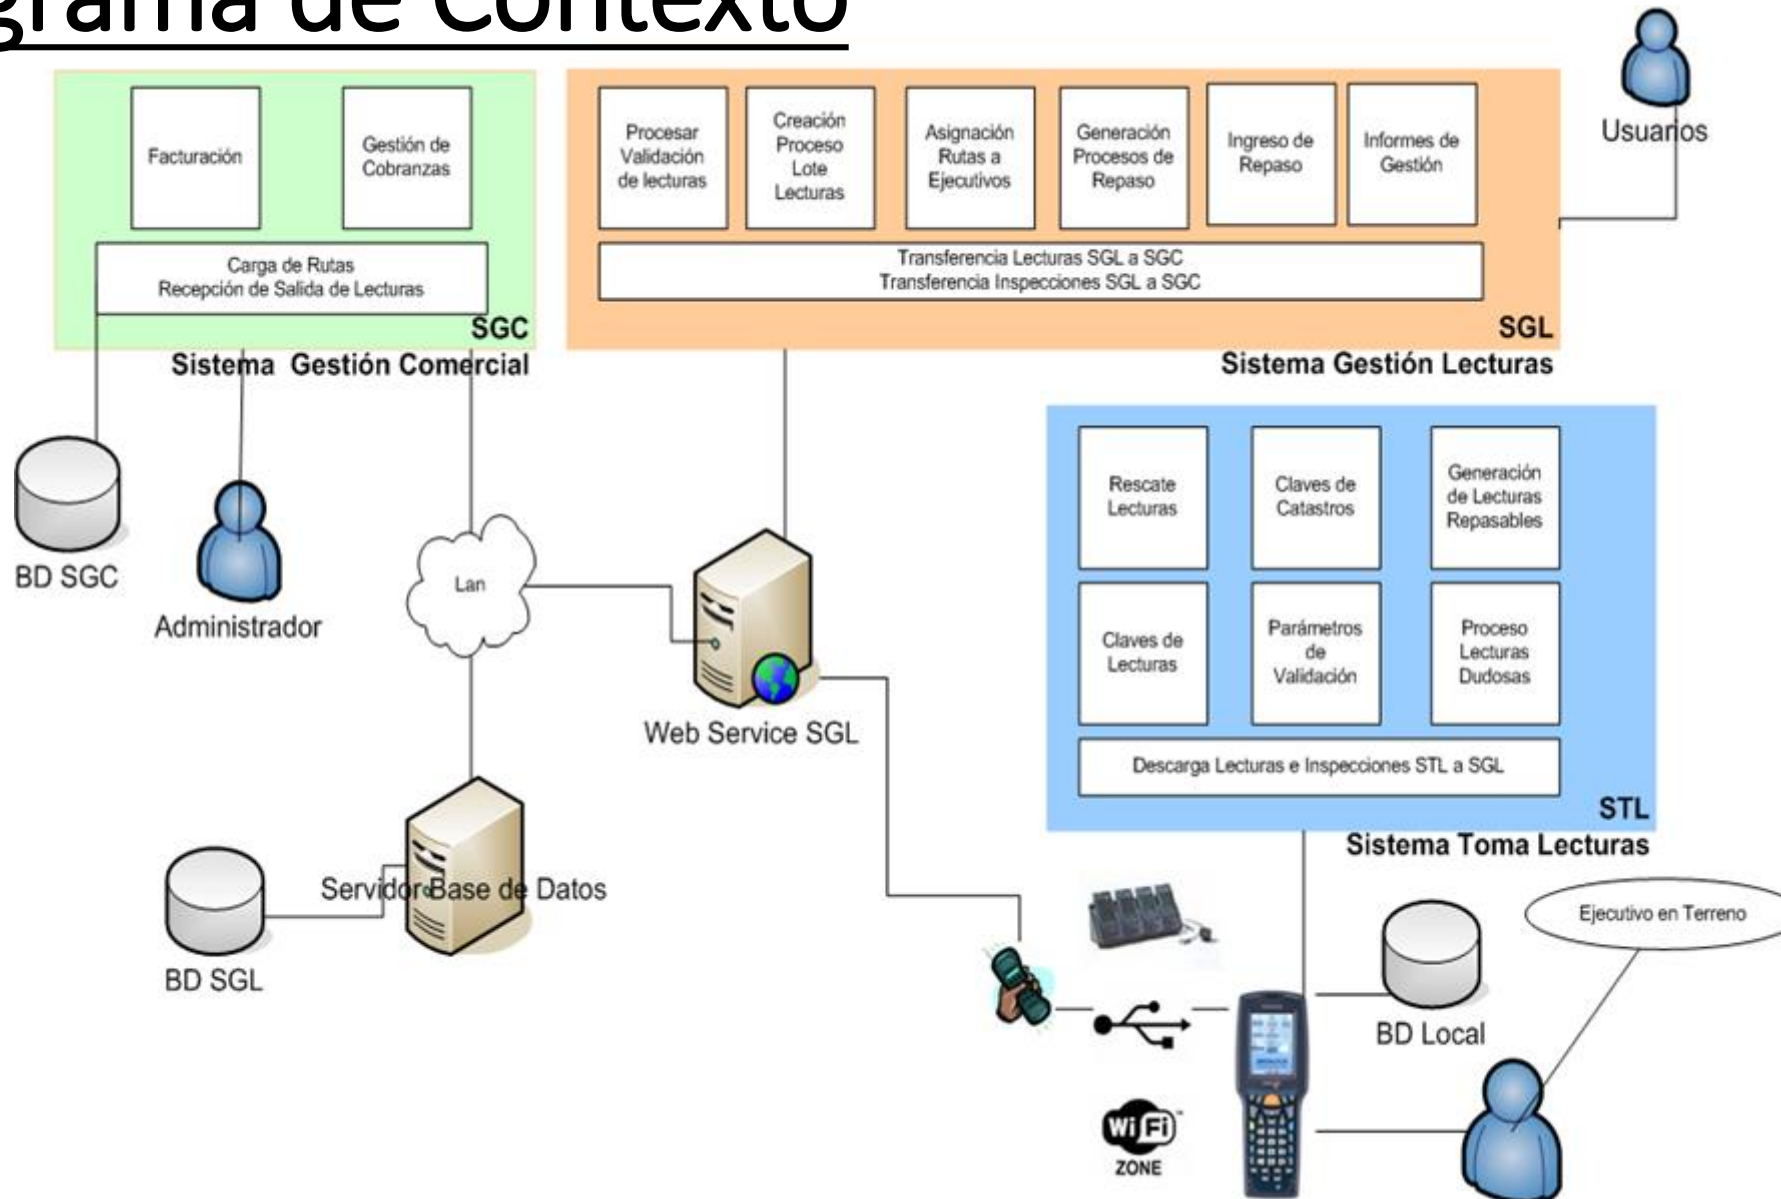 grama de Contexto
Facturación
Gestión de
Cobranzas
Carga de Rutas
Recepción de Salida de Lecturas
SGC
Sistema Gestión Comercial
Procesar
Validación
de lecturas
Creación
Proceso
Lote
Lecturas
Asignación
Rutas a
Ejecutivos
Generación
Procesos de
Repaso
Ingreso de
Repaso
Informes de
Gestión
Transferencia Lecturas SGL a SGC
Transferencia Inspecciones SGL a SGC
SGL
Sistema Gestión Lecturas
Usuarios
BD SGC
Administrador
Lan
Web Service SGL
Servidor Base de Datos
BD SGL
Rescate
Lecturas
Claves de
Catastros
Generación
de Lecturas
Repasables
Claves de
Lecturas
Parámetros
de
Validación
Proceso
Lecturas
Dudosas
Descarga Lecturas e Inspecciones STL a SGL
STL
Sistema Toma Lecturas
Ejecutivo en Terreno
BD Local
Wi Fi
ZONE